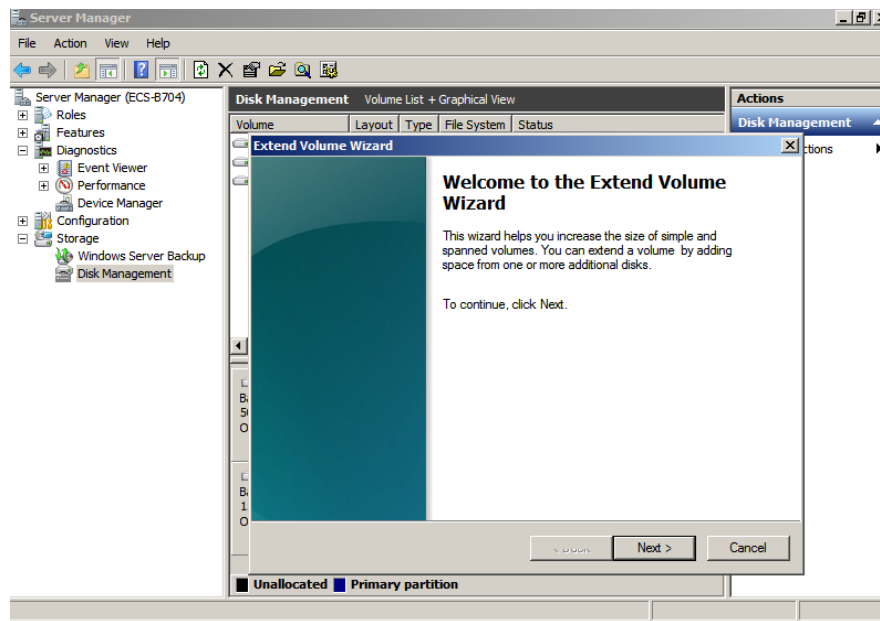 Server Manager
File Action View Help
Server Manager (ECS-B704)
Roles
Features
Diagnostics
Event Viewer
Performance
Device Manager
Configuration
Storage
Windows Server Backup
Disk Management
Disk Management Volume List + Graphical View
Volume Layout Type File System Status
Actions
Disk Management
ctions
Extend Volume Wizard
Welcome to the Extend Volume
Wizard
This wizard helps you increase the size of simple and
spanned volumes. You can extend a volume by adding
space from one or more additional disks.
To continue, click Next.
Next >
Cancel
Unallocated Primary partition